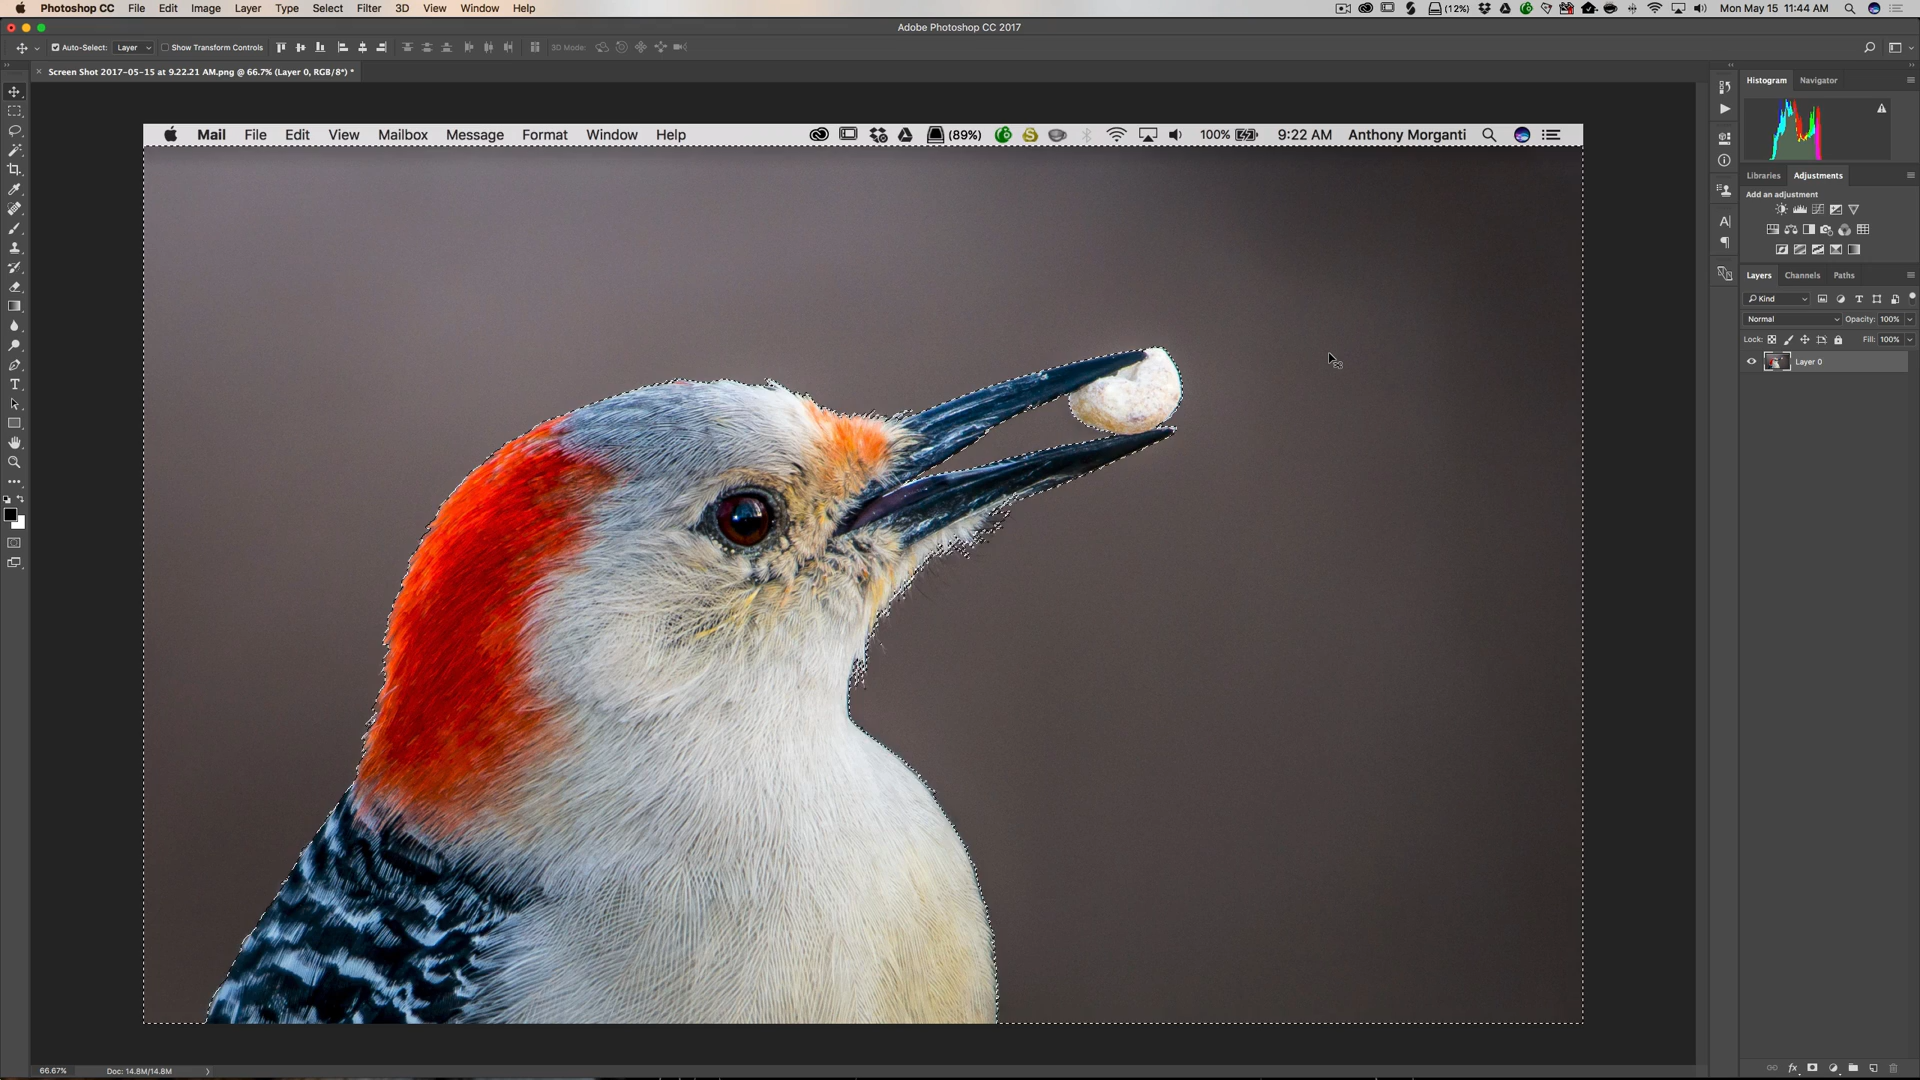 Photoshop CC File Edit Image Layer Type Select Filter 3D View Window Help (12%) Mon May 15 11:44 AM
Adobe Photoshop CC 2017
Auto-Select: Layer Show Transform Controls 3D Mode:
Screen Shot 2017-05-15 at 9.22.21 AM.png @ 66.7% (Layer 0, RGB/8*) *
Mail File Edit View Mailbox Message Format Window Help (89%) 100% 9:22 AM Anthony Morganti
Histogram Navigator
Libraries Adjustments
Add an adjustment
Layers Channels Paths
Kind
Normal Opacity: 100%
Lock: Fill: 100%
Layer 0
66.67% Doc: 14.8M/14.8M